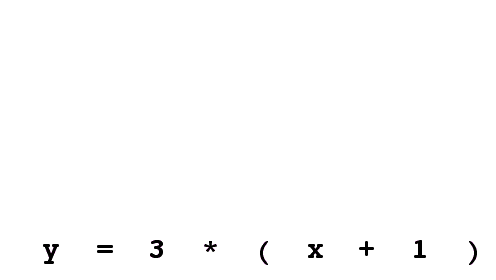 y = 3 * ( x + 1 )